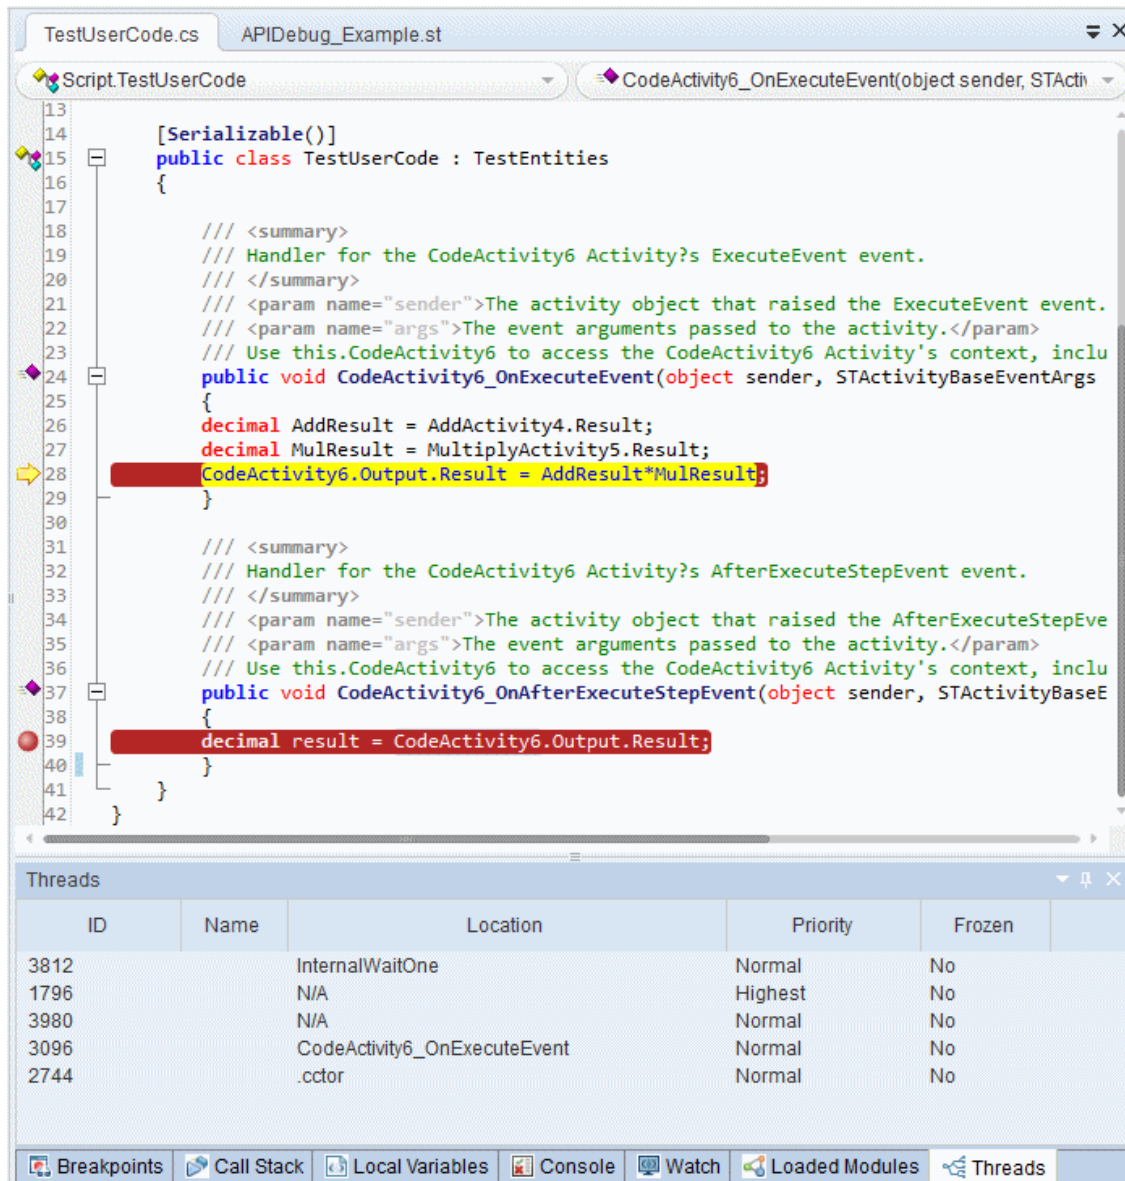 TestUserCode.cs APIDebug_Example.st
Script.TestUserCode CodeActivity6_OnExecuteEvent(object sender, STActiv
13
14 [Serializable()]
15 public class TestUserCode : TestEntities
16 {
17
18 /// <summary>
19 /// Handler for the CodeActivity6 Activity?s ExecuteEvent event.
20 /// </summary>
21 /// <param name="sender">The activity object that raised the ExecuteEvent event.
22 /// <param name="args">The event arguments passed to the activity.</param>
23 /// Use this.CodeActivity6 to access the CodeActivity6 Activity's context, inclu
24 public void CodeActivity6_OnExecuteEvent(object sender, STActivityBaseEventArgs
25 {
26 decimal AddResult = AddActivity4.Result;
27 decimal MulResult = MultiplyActivity5.Result;
28 CodeActivity6.Output.Result = AddResult*MulResult;
29 }
30
31 /// <summary>
32 /// Handler for the CodeActivity6 Activity?s AfterExecuteStepEvent event.
33 /// </summary>
34 /// <param name="sender">The activity object that raised the AfterExecuteStepEve
35 /// <param name="args">The event arguments passed to the activity.</param>
36 /// Use this.CodeActivity6 to access the CodeActivity6 Activity's context, inclu
37 public void CodeActivity6_OnAfterExecuteStepEvent(object sender, STActivityBaseE
38 {
39 decimal result = CodeActivity6.Output.Result;
40 }
41 }
42 }
Threads
ID Name Location Priority Frozen
3812 InternalWaitOne Normal No
1796 N/A Highest No
3980 N/A Normal No
3096 CodeActivity6_OnExecuteEvent Normal No
2744 .cctor Normal No
Breakpoints Call Stack Local Variables Console Watch Loaded Modules Threads